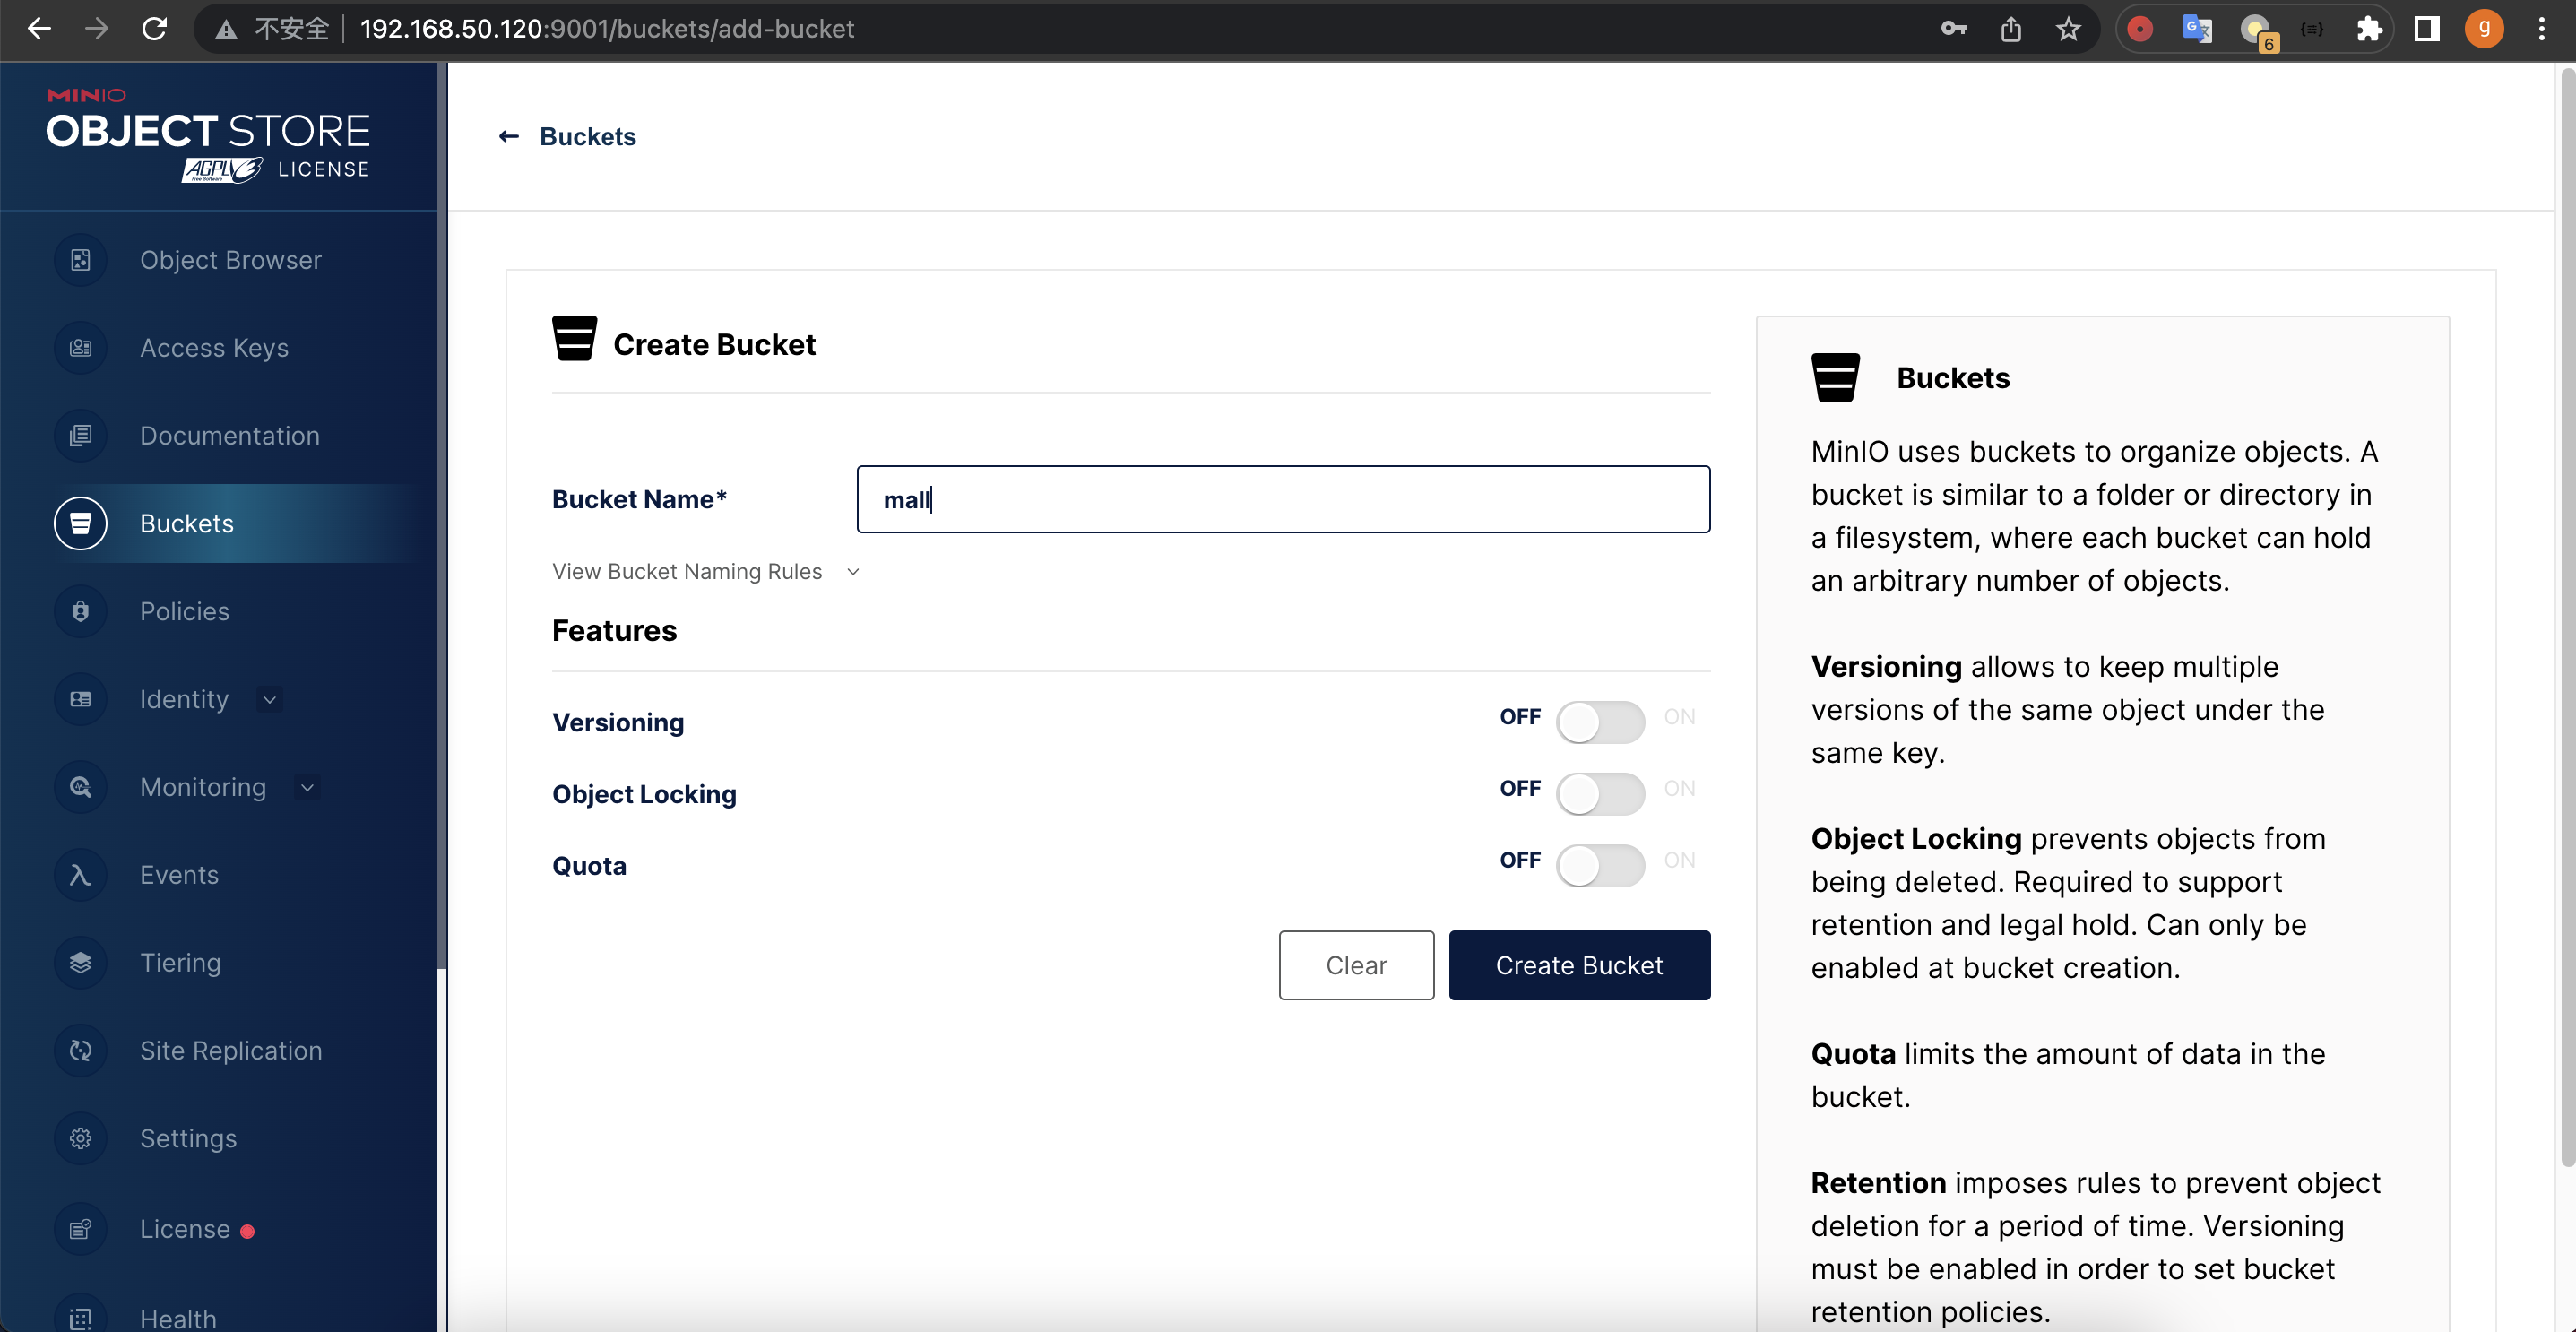 不安全 192.168.50.120:9001/buckets/add-bucket
6
g
MINIO
OBJECT STORE
AGPL v3 LICENSE
Free Software
Object Browser
Access Keys
Documentation
Buckets
Policies
Identity
Monitoring
Events
Tiering
Site Replication
Settings
License
Health
Buckets
Create Bucket
Bucket Name*
mall
View Bucket Naming Rules
Features
Versioning
OFF ON
Object Locking
OFF ON
Quota
OFF ON
Clear
Create Bucket
Buckets
MinIO uses buckets to organize objects. A
bucket is similar to a folder or directory in
a filesystem, where each bucket can hold
an arbitrary number of objects.
Versioning allows to keep multiple
versions of the same object under the
same key.
Object Locking prevents objects from
being deleted. Required to support
retention and legal hold. Can only be
enabled at bucket creation.
Quota limits the amount of data in the
bucket.
Retention imposes rules to prevent object
deletion for a period of time. Versioning
must be enabled in order to set bucket
retention policies.